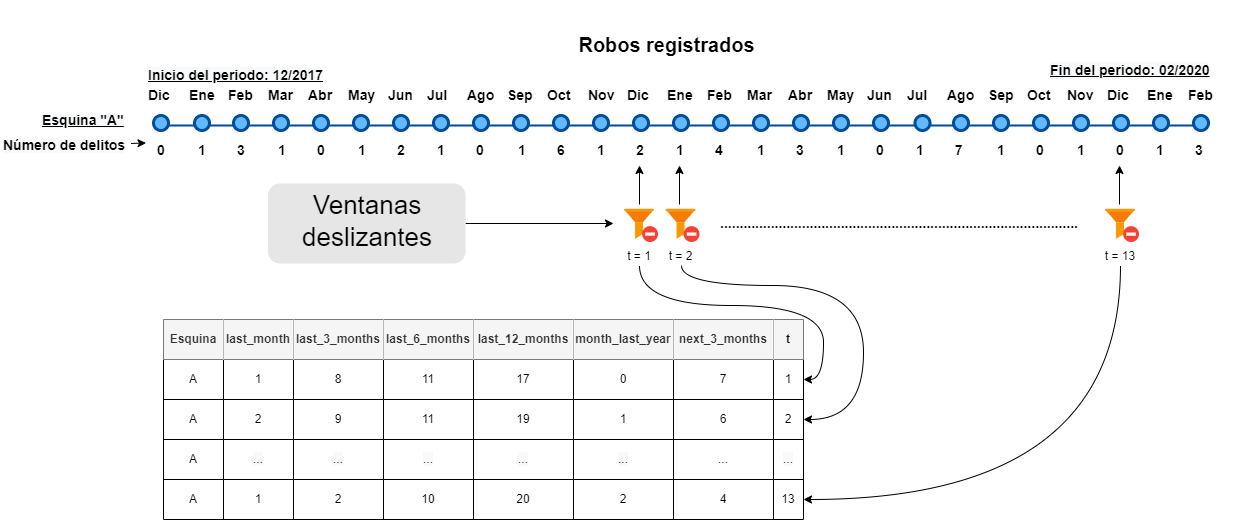 Robos registrados
Inicio del periodo: 12/2017
Fin del periodo: 02/2020
Dic Ene Feb Mar Abr May Jun Jul Ago Sep Oct Nov Dic Ene Feb Mar Abr May Jun Jul Ago Sep Oct Nov Dic Ene Feb
Esquina "A"
Número de delitos 0 1 3 1 0 1 2 1 0 1 6 1 2 1 4 1 3 1 0 1 7 1 0 1 0 1 3
Ventanas
deslizantes
t = 1 t = 2 t = 13
Esquina last_month last_3_months last_6_months last_12_months month_last_year next_3_months t
A 1 8 11 17 0 7 1
A 2 9 11 19 1 6 2
A ... ... ... ... ... ... ...
A 1 2 10 20 2 4 13